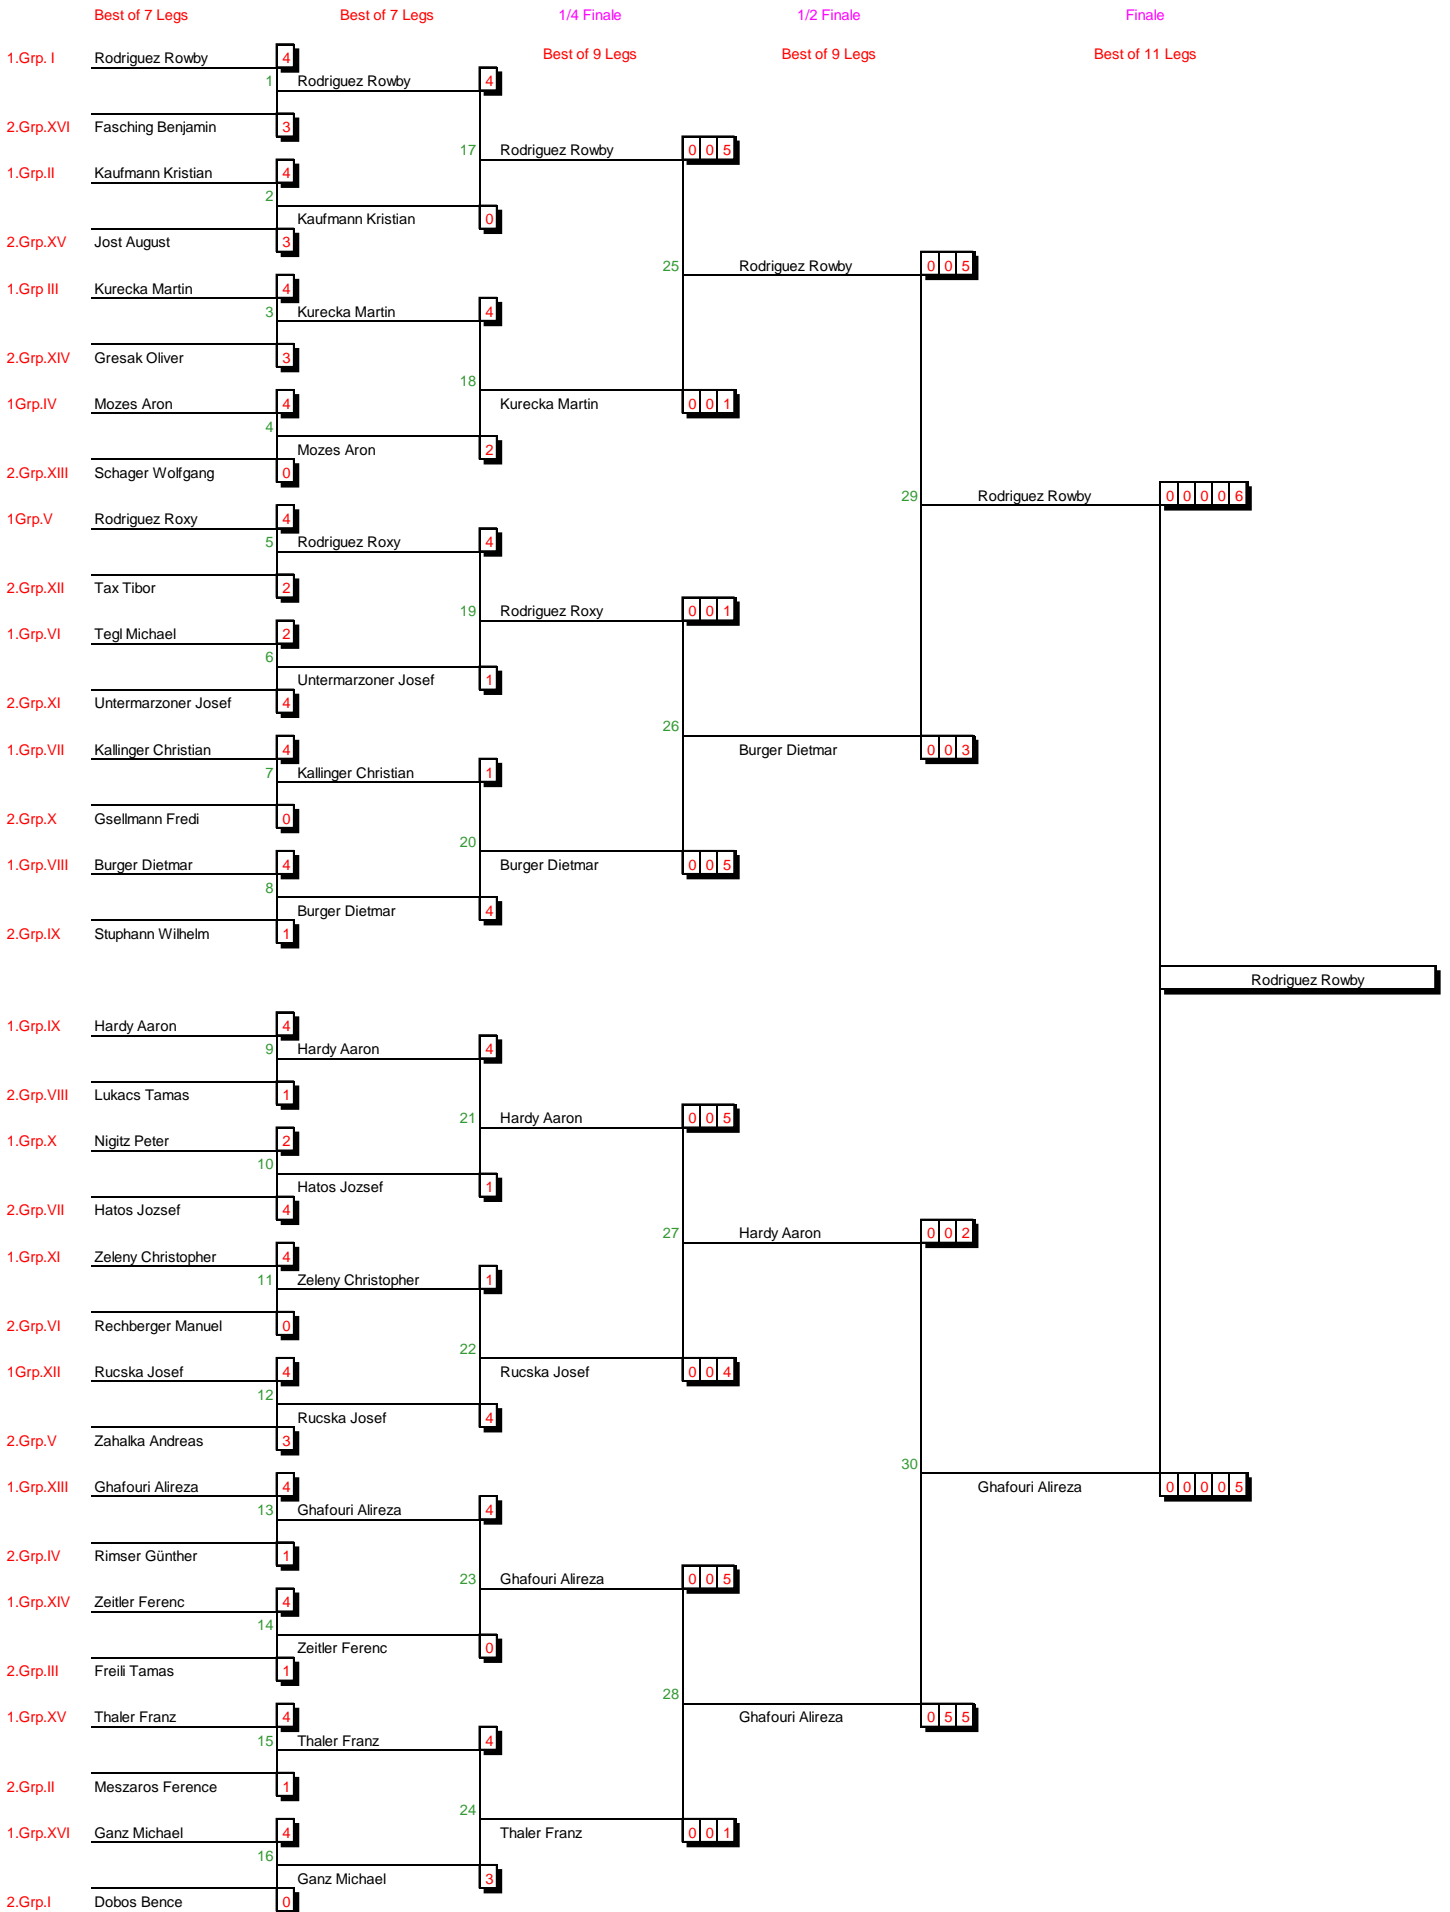 Best of 7 Legs Best of 7 Legs 1/4 Finale 1/2 Finale Finale
Best of 9 Legs Best of 9 Legs Best of 11 Legs
1.Grp. I Rodriguez Rowby 4
1 Rodriguez Rowby 4
2.Grp.XVI Fasching Benjamin 3
17 Rodriguez Rowby 0 0 5
1.Grp.II Kaufmann Kristian 4
2
Kaufmann Kristian 0
2.Grp.XV Jost August 3
25 Rodriguez Rowby 0 0 5
1.Grp III Kurecka Martin 4
3 Kurecka Martin 4
2.Grp.XIV Gresak Oliver 3
18
1Grp.IV Mozes Aron 4 Kurecka Martin 0 0 1
4
Mozes Aron 2
2.Grp.XIII Schager Wolfgang 0
29 Rodriguez Rowby 0 0 0 0 6
1Grp.V Rodriguez Roxy 4
5 Rodriguez Roxy 4
2.Grp.XII Tax Tibor 2
19 Rodriguez Roxy 0 0 1
1.Grp.VI Tegl Michael 2
6
Untermarzoner Josef 1
2.Grp.XI Untermarzoner Josef 4
26
1.Grp.VII Kallinger Christian 4 Burger Dietmar 0 0 3
7 Kallinger Christian 1
2.Grp.X Gsellmann Fredi 0
20
1.Grp.VIII Burger Dietmar 4 Burger Dietmar 0 0 5
8
Burger Dietmar 4
2.Grp.IX Stuphann Wilhelm 1
Rodriguez Rowby
1.Grp.IX Hardy Aaron 4
9 Hardy Aaron 4
2.Grp.VIII Lukacs Tamas 1
21 Hardy Aaron 0 0 5
1.Grp.X Nigitz Peter 2
10
Hatos Jozsef 1
2.Grp.VII Hatos Jozsef 4
27 Hardy Aaron 0 0 2
1.Grp.XI Zeleny Christopher 4
11 Zeleny Christopher 1
2.Grp.VI Rechberger Manuel 0
22
1Grp.XII Rucska Josef 4 Rucska Josef 0 0 4
12
Rucska Josef 4
2.Grp.V Zahalka Andreas 3
30
1.Grp.XIII Ghafouri Alireza 4 Ghafouri Alireza 0 0 0 0 5
13 Ghafouri Alireza 4
2.Grp.IV Rimser Günther 1
23 Ghafouri Alireza 0 0 5
1.Grp.XIV Zeitler Ferenc 4
14
Zeitler Ferenc 0
2.Grp.III Freili Tamas 1
28
1.Grp.XV Thaler Franz 4 Ghafouri Alireza 0 5 5
15 Thaler Franz 4
2.Grp.II Meszaros Ference 1
24
1.Grp.XVI Ganz Michael 4 Thaler Franz 0 0 1
16
Ganz Michael 3
2.Grp.I Dobos Bence 0